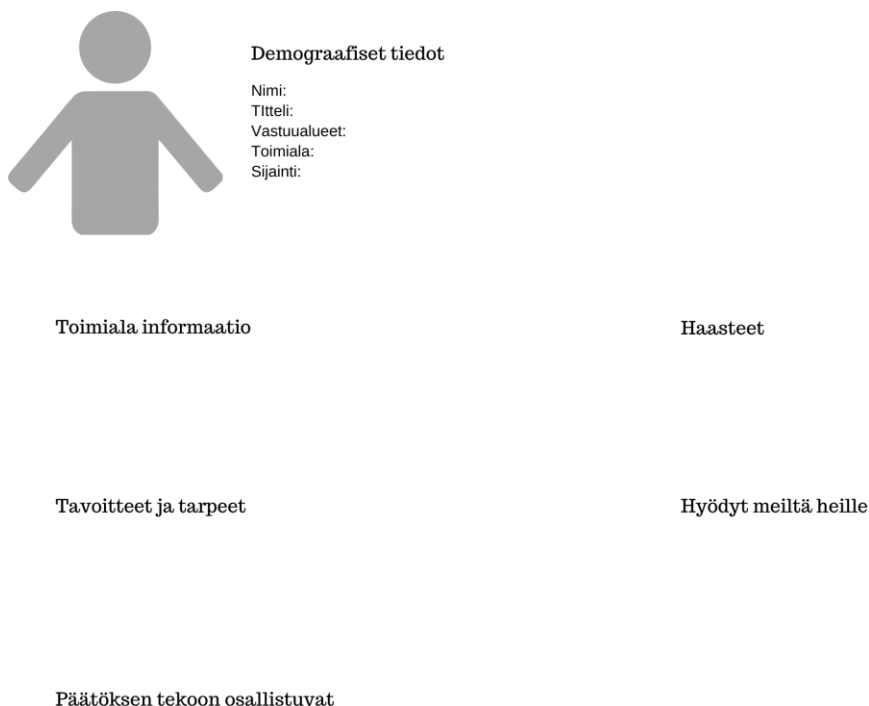 Demograafiset tiedot
Nimi:
TItteli:
Vastuualueet:
Toimiala:
Sijainti:
Toimiala informaatio
Haasteet
Tavoitteet ja tarpeet
Hyödyt meiltä heille
Päätöksen tekoon osallistuvat